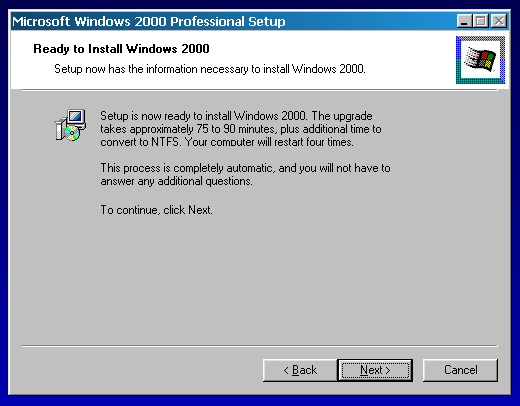 Microsoft Windows 2000 Professional Setup
Ready to Install Windows 2000
Setup now has the information necessary to install Windows 2000.
Setup is now ready to install Windows 2000. The upgrade
takes approximately 75 to 90 minutes, plus additional time to
convert to NTFS. Your computer will restart four times.
This process is completely automatic, and you will not have to
answer any additional questions.
To continue, click Next.
< Back Next > Cancel